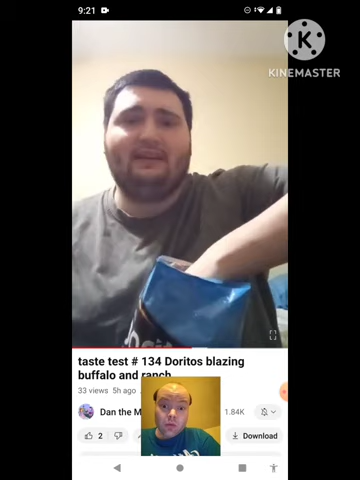 9:21
KINEMASTER
taste test # 134 Doritos blazing
buffalo and ranch
33 views 5h ago
Dan the M
1.84K
2
Download